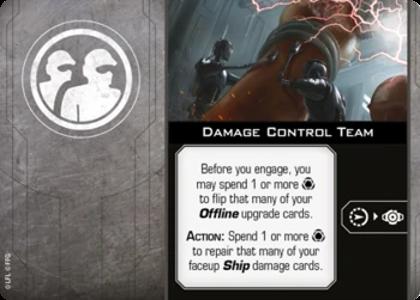 DAMAGE CONTROL TEAM
Before you engage, you
may spend 1 or more
to flip that many of your
Offline upgrade cards.
ACTION: Spend 1 or more
to repair that many of your
faceup Ship damage cards.
©LFL ©FFG